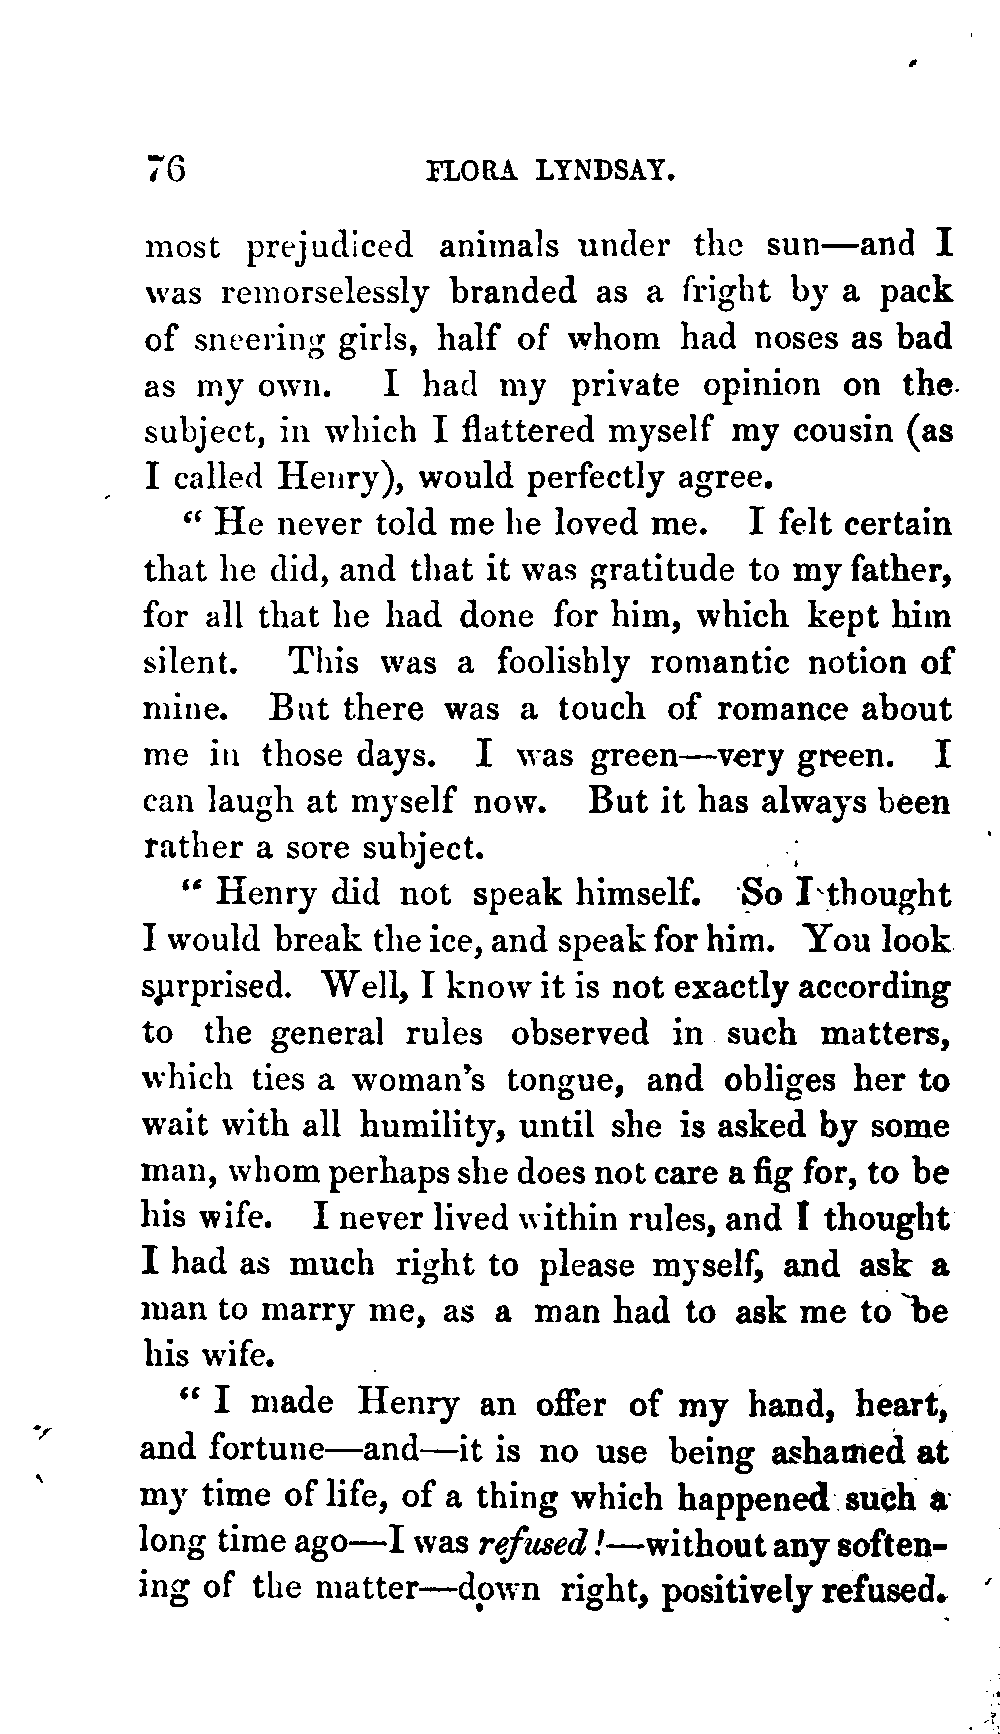 76 FLORA LYNDSAY.
most prejudiced animals under the sun—and I
was remorselessly branded as a fright by a pack
of sneering girls, half of whom had noses as bad
as my own. I had my private opinion on the
subject, in which I flattered myself my cousin (as
I called Henry), would perfectly agree.
“ He never told me he loved me. I felt certain
that he did, and that it was gratitude to my father,
for all that he had done for him, which kept him
silent. This was a foolishly romantic notion of
mine. But there was a touch of romance about
me in those days. I was green—very green. I
can laugh at myself now. But it has always been
rather a sore subject.
“ Henry did not speak himself. So I thought
I would break the ice, and speak for him. You look
surprised. Well, I know it is not exactly according
to the general rules observed in such matters,
which ties a woman’s tongue, and obliges her to
wait with all humility, until she is asked by some
man, whom perhaps she does not care a fig for, to be
his wife. I never lived within rules, and I thought
I had as much right to please myself, and ask a
man to marry me, as a man had to ask me to be
his wife.
“ I made Henry an offer of my hand, heart,
and fortune—and—it is no use being ashamed at
my time of life, of a thing which happened such a
long time ago—I was refused !—without any soften-
ing of the matter—down right, positively refused.